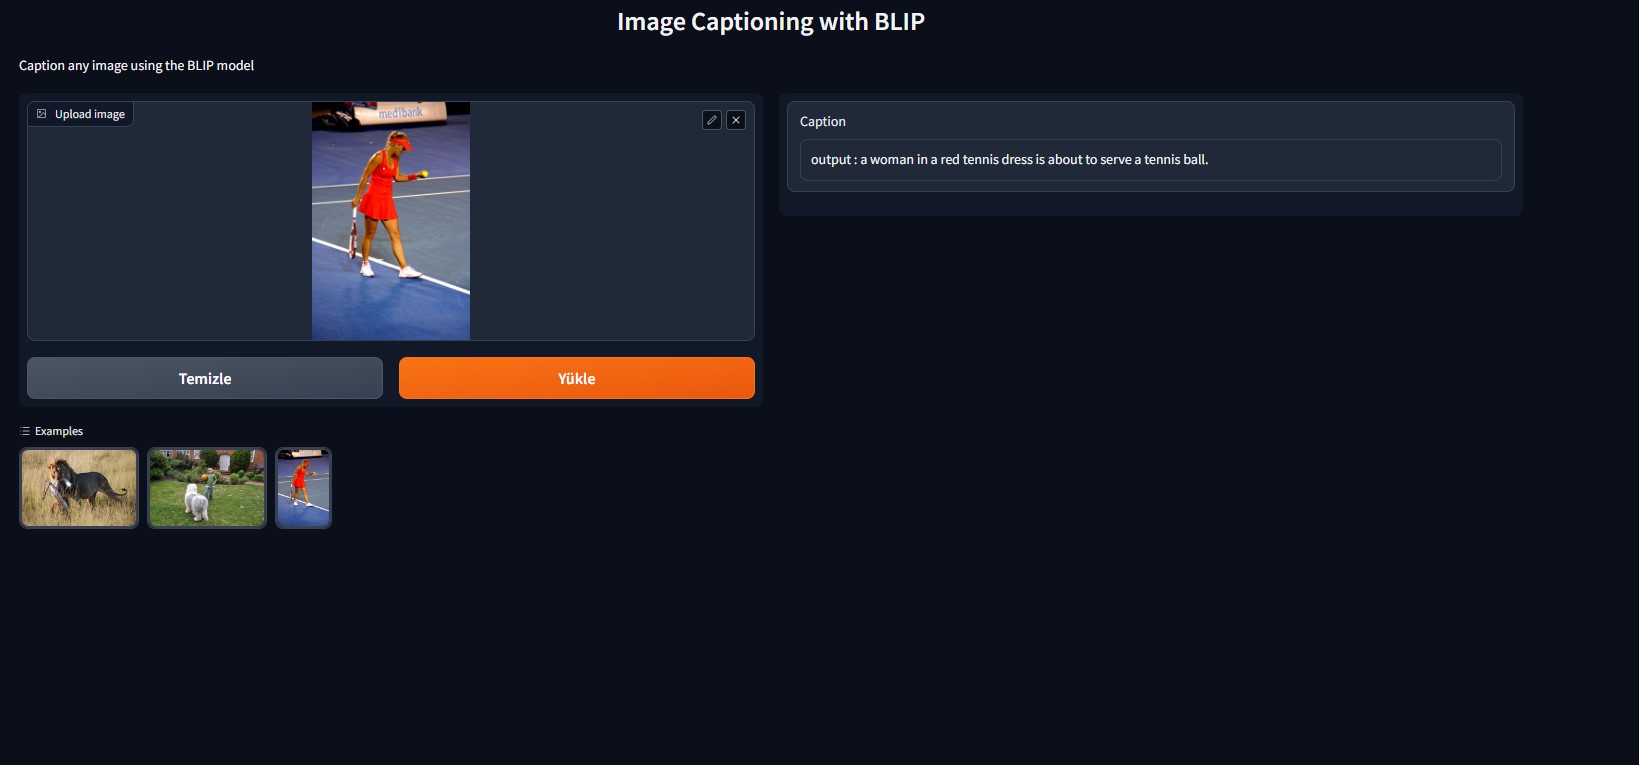 Image Captioning with BLIP
Caption any image using the BLIP model
Upload image
medibank
Temizle
Yükle
Examples
Caption
output : a woman in a red tennis dress is about to serve a tennis ball.